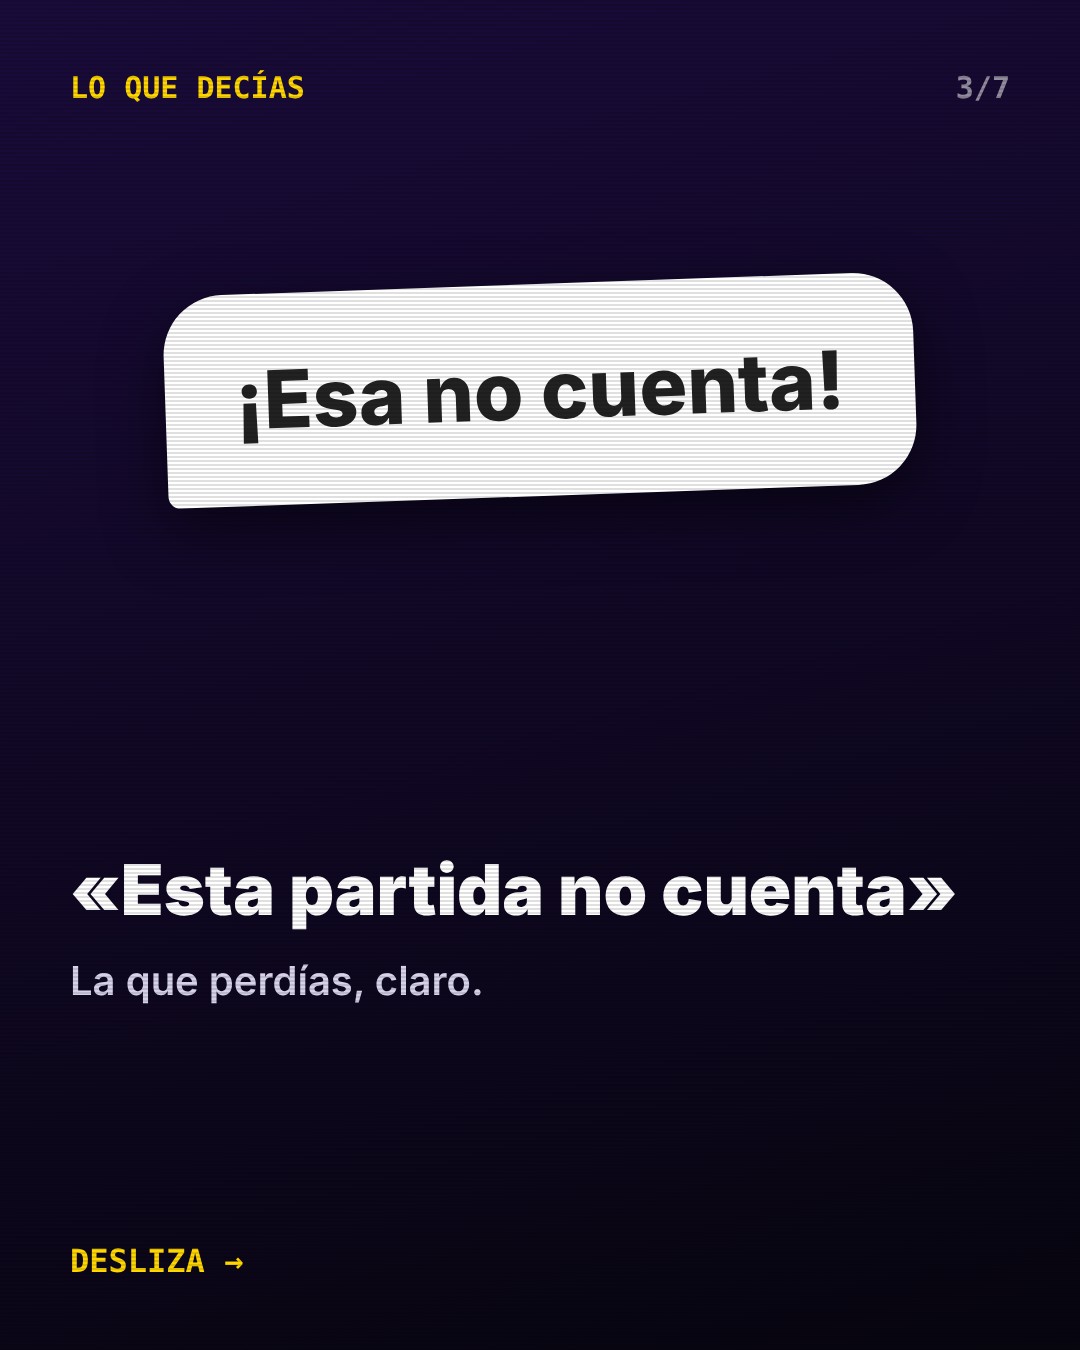 LO QUE DECÍAS
3/7
¡Esa no cuenta!
«Esta partida no cuenta»
La que perdías, claro.
DESLIZA →